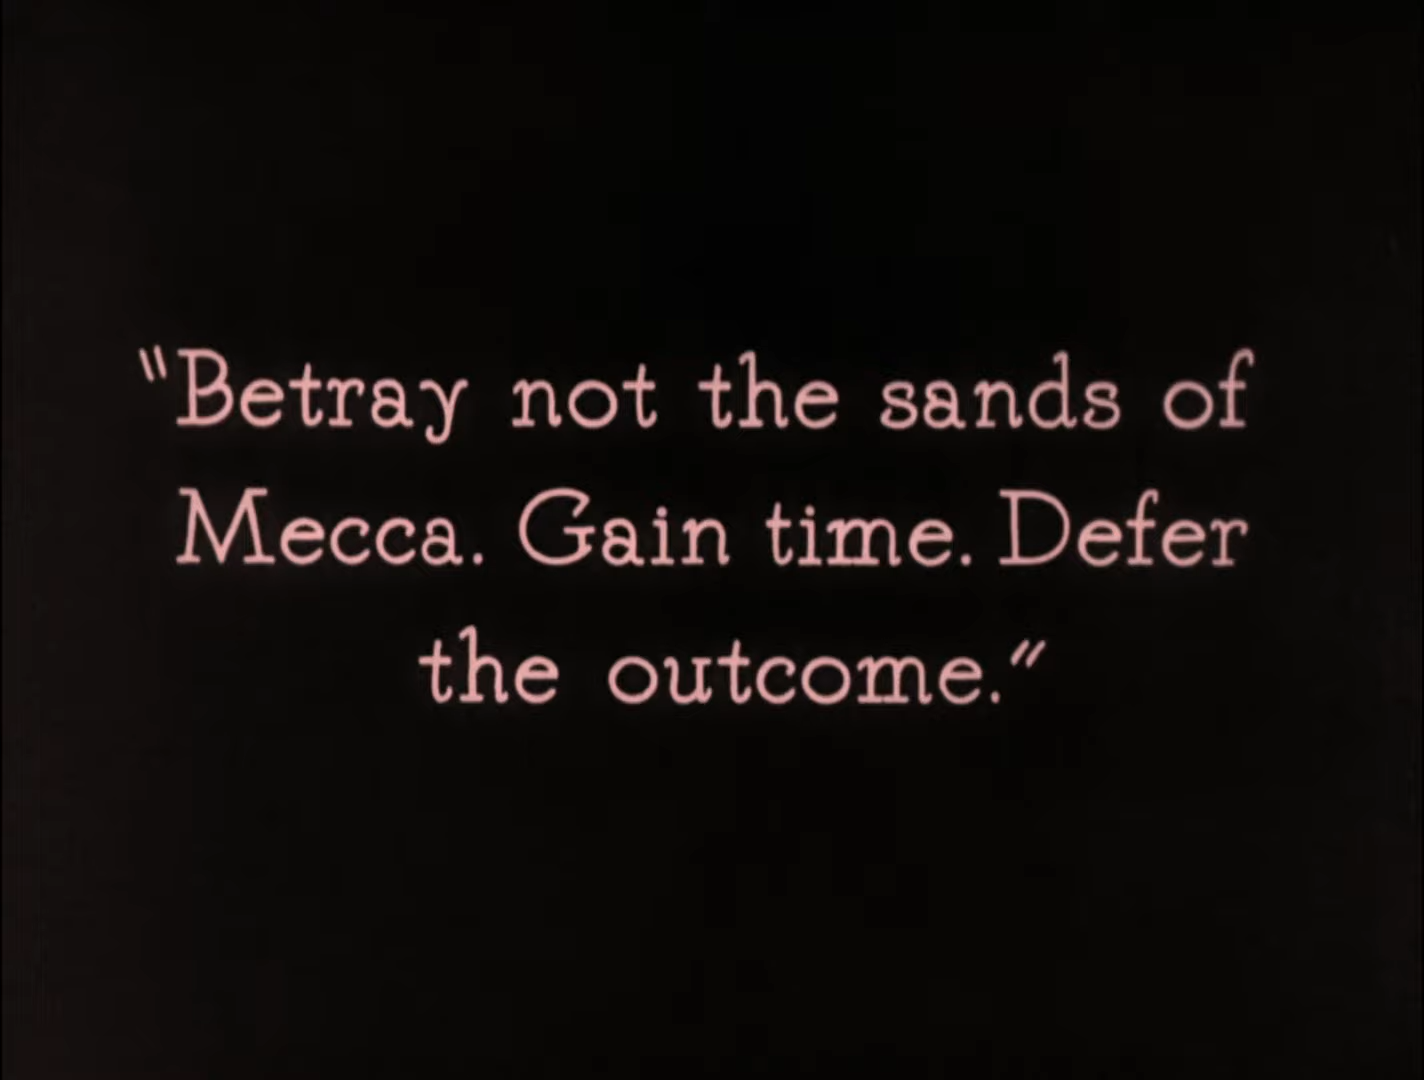 "Betray not the sands of
Mecca. Gain time. Defer
the outcome."